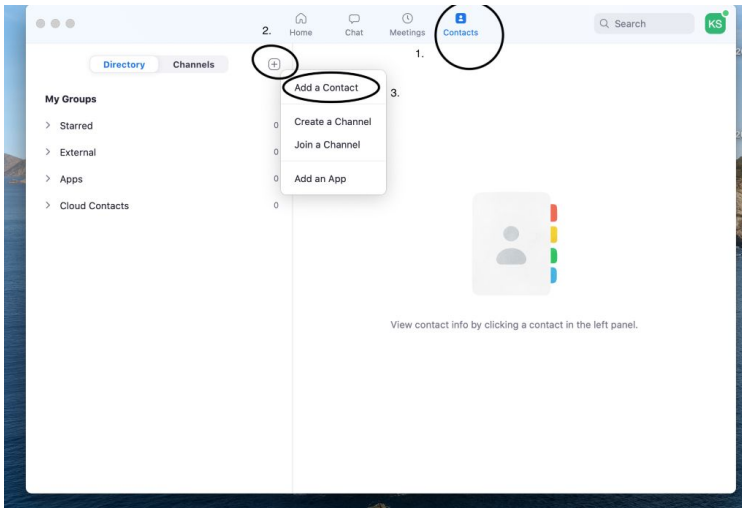 2.
Home
Chat
Meetings
Contacts
Search
KS
1.
Directory
Channels
Add a Contact
3.
My Groups
Starred 0
Create a Channel
External 0
Join a Channel
Apps 0
Add an App
Cloud Contacts 0
View contact info by clicking a contact in the left panel.